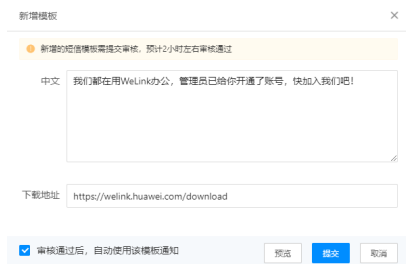 新增模板
新增的短信模板需提交审核，预计2小时左右审核通过
中文
我们都在用WeLink办公，管理员已给你开通了账号，快加入我们吧！
下载地址
https://welink.huawei.com/download
审核通过后，自动使用该模板通知
预览
提交
取消